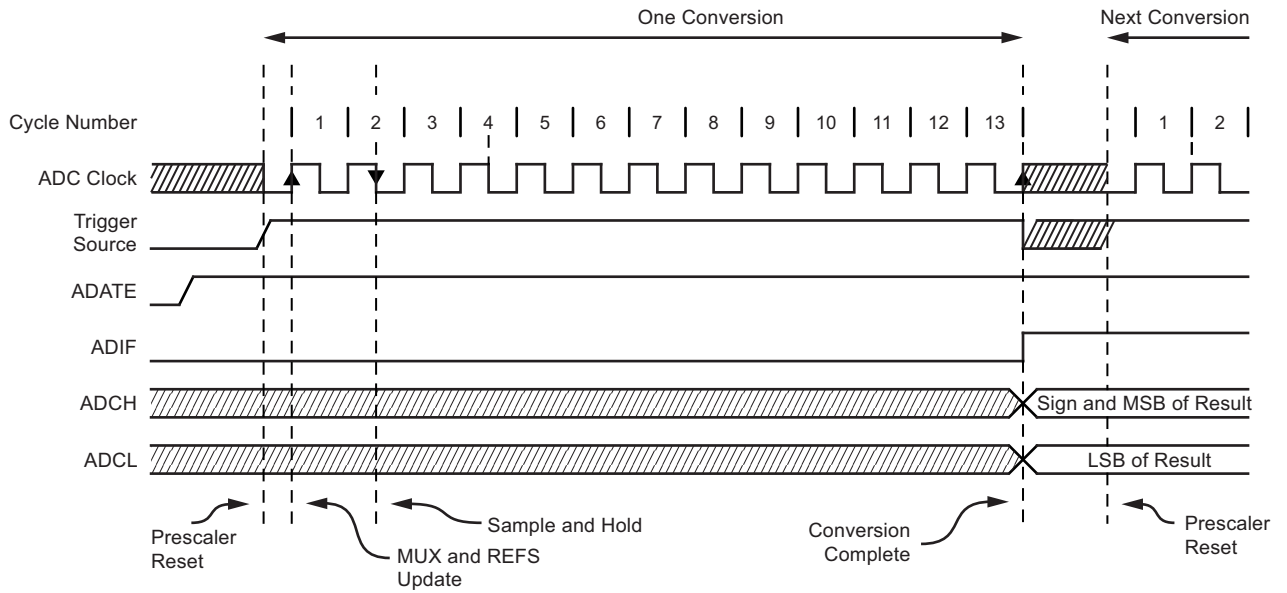 One Conversion
Next Conversion
Cycle Number
1 2 3 4 5 6 7 8 9 10 11 12 13 1 2
ADC Clock
Trigger
Source
ADATE
ADIF
ADCH
Sign and MSB of Result
ADCL
LSB of Result
Prescaler
Reset
MUX and REFS
Update
Sample and Hold
Conversion
Complete
Prescaler
Reset